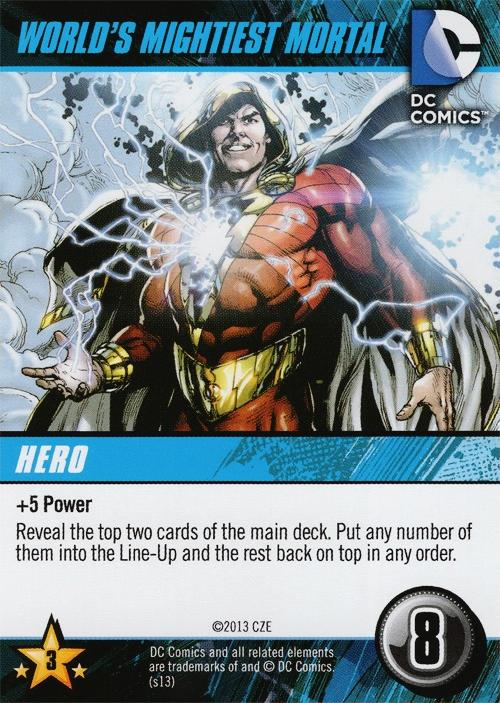 WORLD'S MIGHTIEST MORTAL
DC COMICS™
HERO
+5 Power
Reveal the top two cards of the main deck. Put any number of
them into the Line-Up and the rest back on top in any order.
©2013 CZE
3
DC Comics and all related elements
are trademarks of and © DC Comics.
(s13)
8